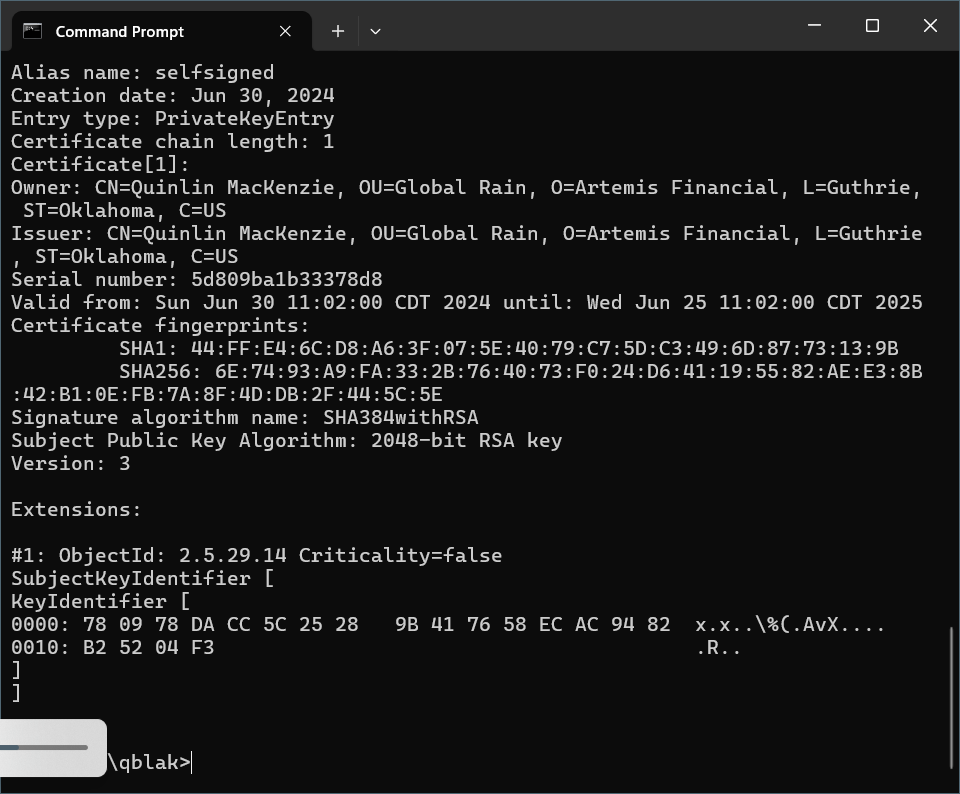 Command Prompt
Alias name: selfsigned
Creation date: Jun 30, 2024
Entry type: PrivateKeyEntry
Certificate chain length: 1
Certificate[1]:
Owner: CN=Quinlin MacKenzie, OU=Global Rain, O=Artemis Financial, L=Guthrie,
 ST=Oklahoma, C=US
Issuer: CN=Quinlin MacKenzie, OU=Global Rain, O=Artemis Financial, L=Guthrie
, ST=Oklahoma, C=US
Serial number: 5d809ba1b33378d8
Valid from: Sun Jun 30 11:02:00 CDT 2024 until: Wed Jun 25 11:02:00 CDT 2025
Certificate fingerprints:
         SHA1: 44:FF:E4:6C:D8:A6:3F:07:5E:40:79:C7:5D:C3:49:6D:87:73:13:9B
         SHA256: 6E:74:93:A9:FA:33:2B:76:40:73:F0:24:D6:41:19:55:82:AE:E3:8B
:42:B1:0E:FB:7A:8F:4D:DB:2F:44:5C:5E
Signature algorithm name: SHA384withRSA
Subject Public Key Algorithm: 2048-bit RSA key
Version: 3
Extensions:
#1: ObjectId: 2.5.29.14 Criticality=false
SubjectKeyIdentifier [
KeyIdentifier [
0000: 78 09 78 DA CC 5C 25 28   9B 41 76 58 EC AC 94 82  x.x..\%(.AvX....
0010: B2 52 04 F3                                        .R..
]
]
\qblak>